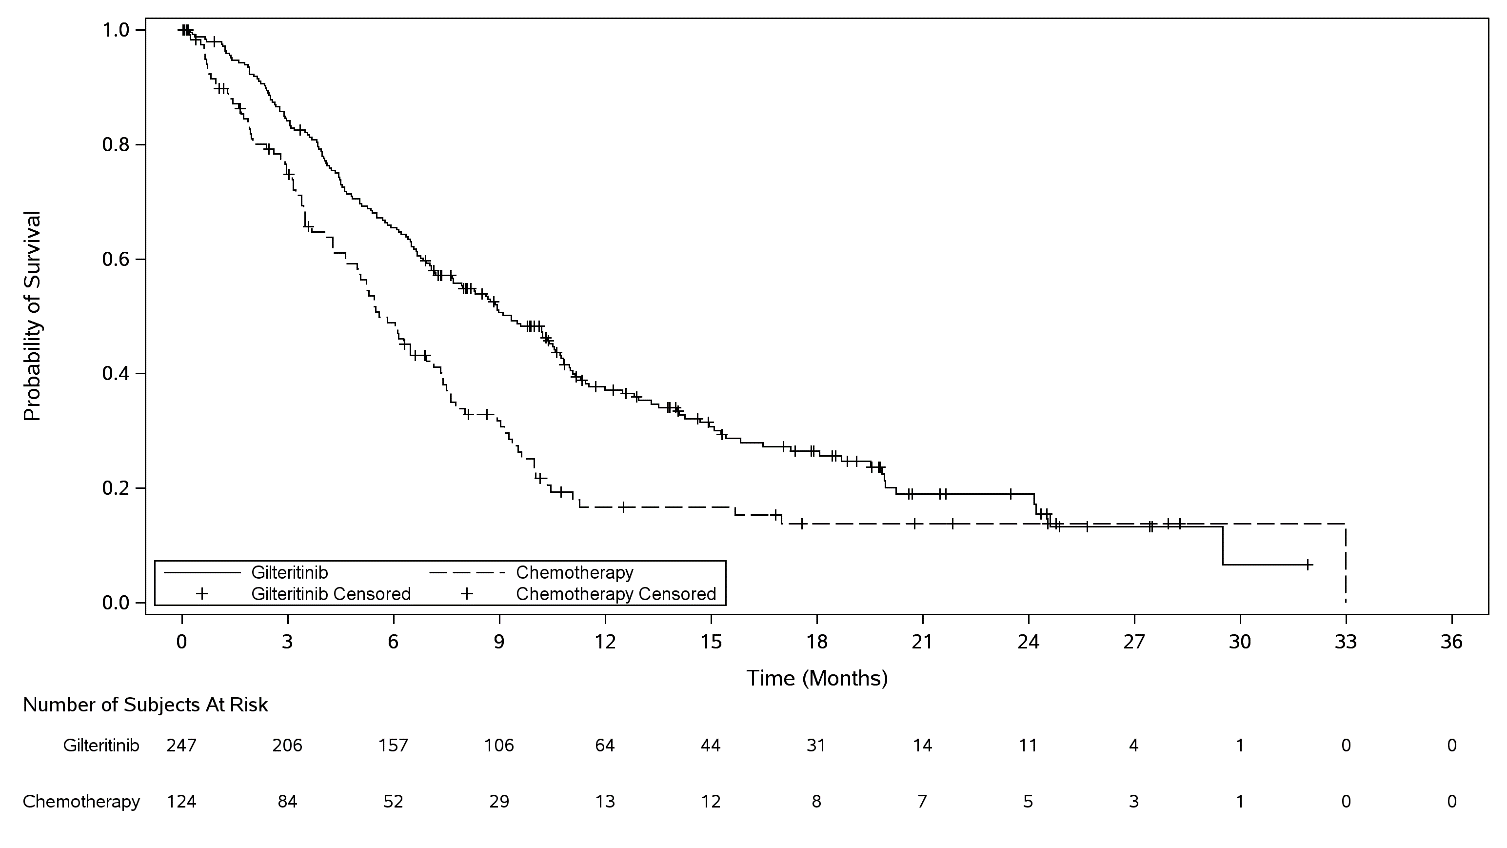 Probability of Survival
1.0
0.8
0.6
0.4
0.2
0.0
Gilteritinib Chemotherapy
Gilteritinib Censored Chemotherapy Censored
0 3 6 9 12 15 18 21 24 27 30 33 36
Time (Months)
Number of Subjects At Risk
Gilteritinib 247 206 157 106 64 44 31 14 11 4 1 0 0
Chemotherapy 124 84 52 29 13 12 8 7 5 3 1 0 0